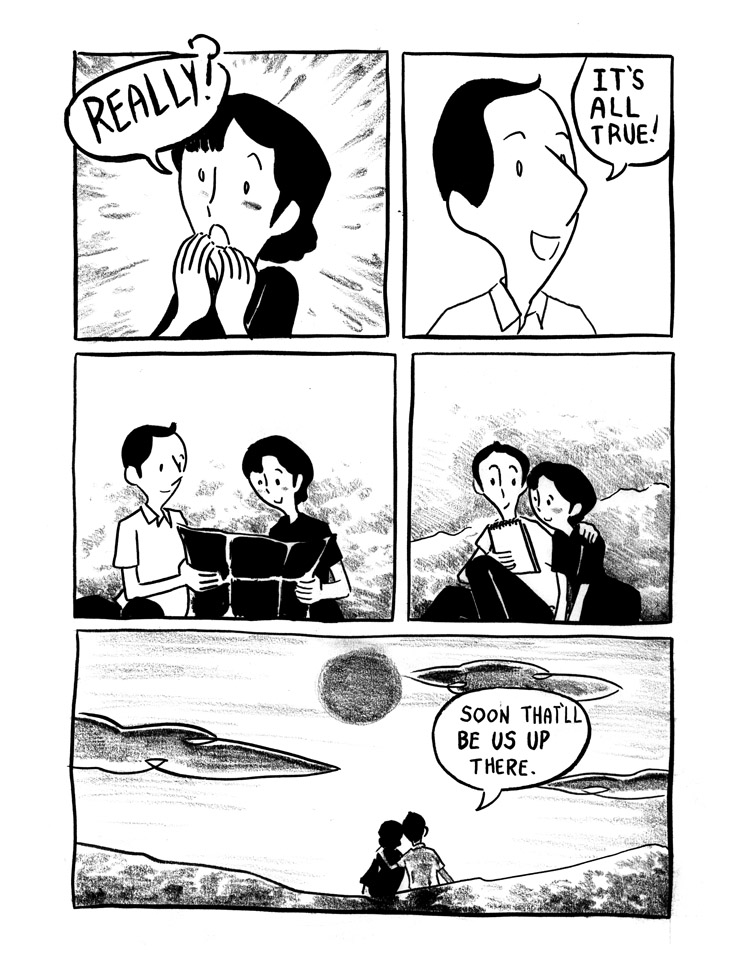 REALLY!
IT'S
ALL
TRUE!
SOON THAT'LL
BE US UP
THERE.